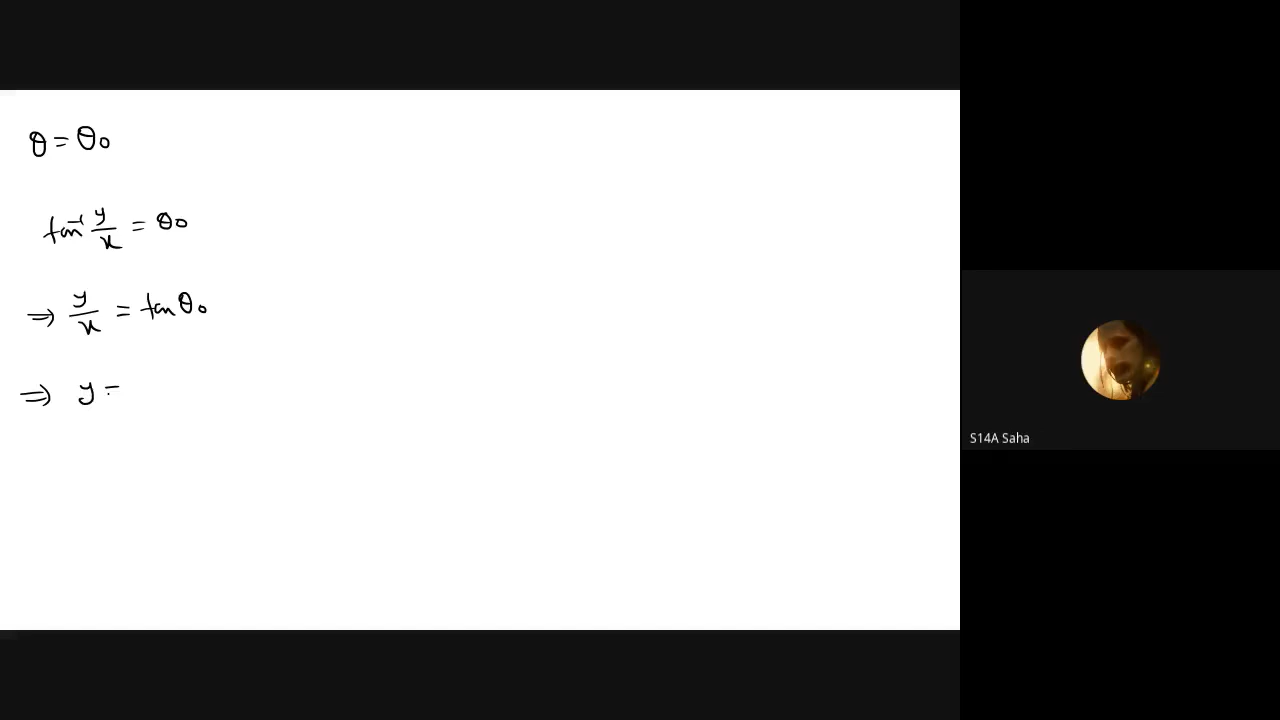 θ = θ₀
tan⁻¹ y/x = θ₀
⇒ y/x = tan θ₀
⇒ y =
S14A Saha